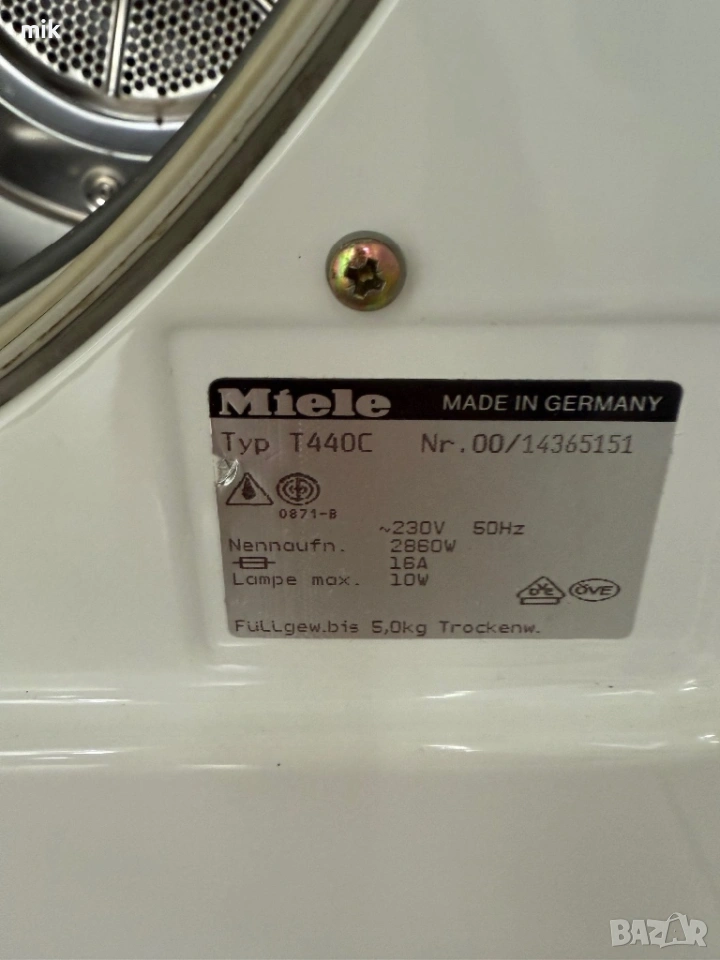 mik
Miele MADE IN GERMANY
Typ T440C Nr.00/14365151
0871-B
~230V 50Hz
Nennaufn. 2860W
16A
Lampe max. 10W
ÖVE
Füllgew.bis 5,0kg Trockenw.
BAZAR